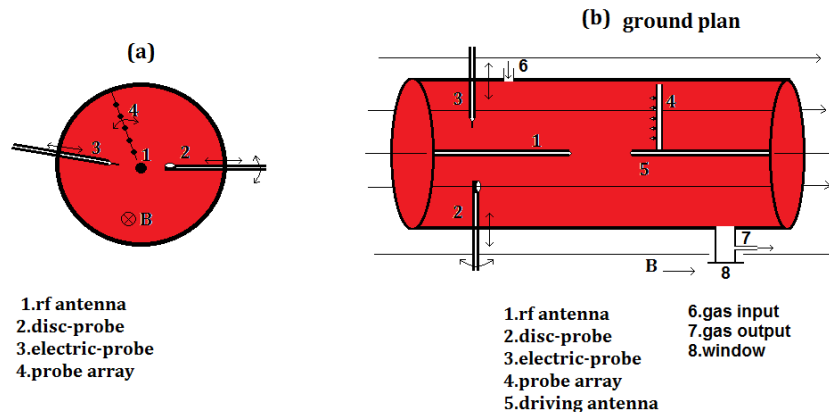 (a)
4
3
1
2
B
1.rf antenna
2.disc-probe
3.electric-probe
4.probe array
(b) ground plan
6
3
4
1
5
2
7
B
8
1.rf antenna
2.disc-probe
3.electric-probe
4.probe array
5.driving antenna
6.gas input
7.gas output
8.window